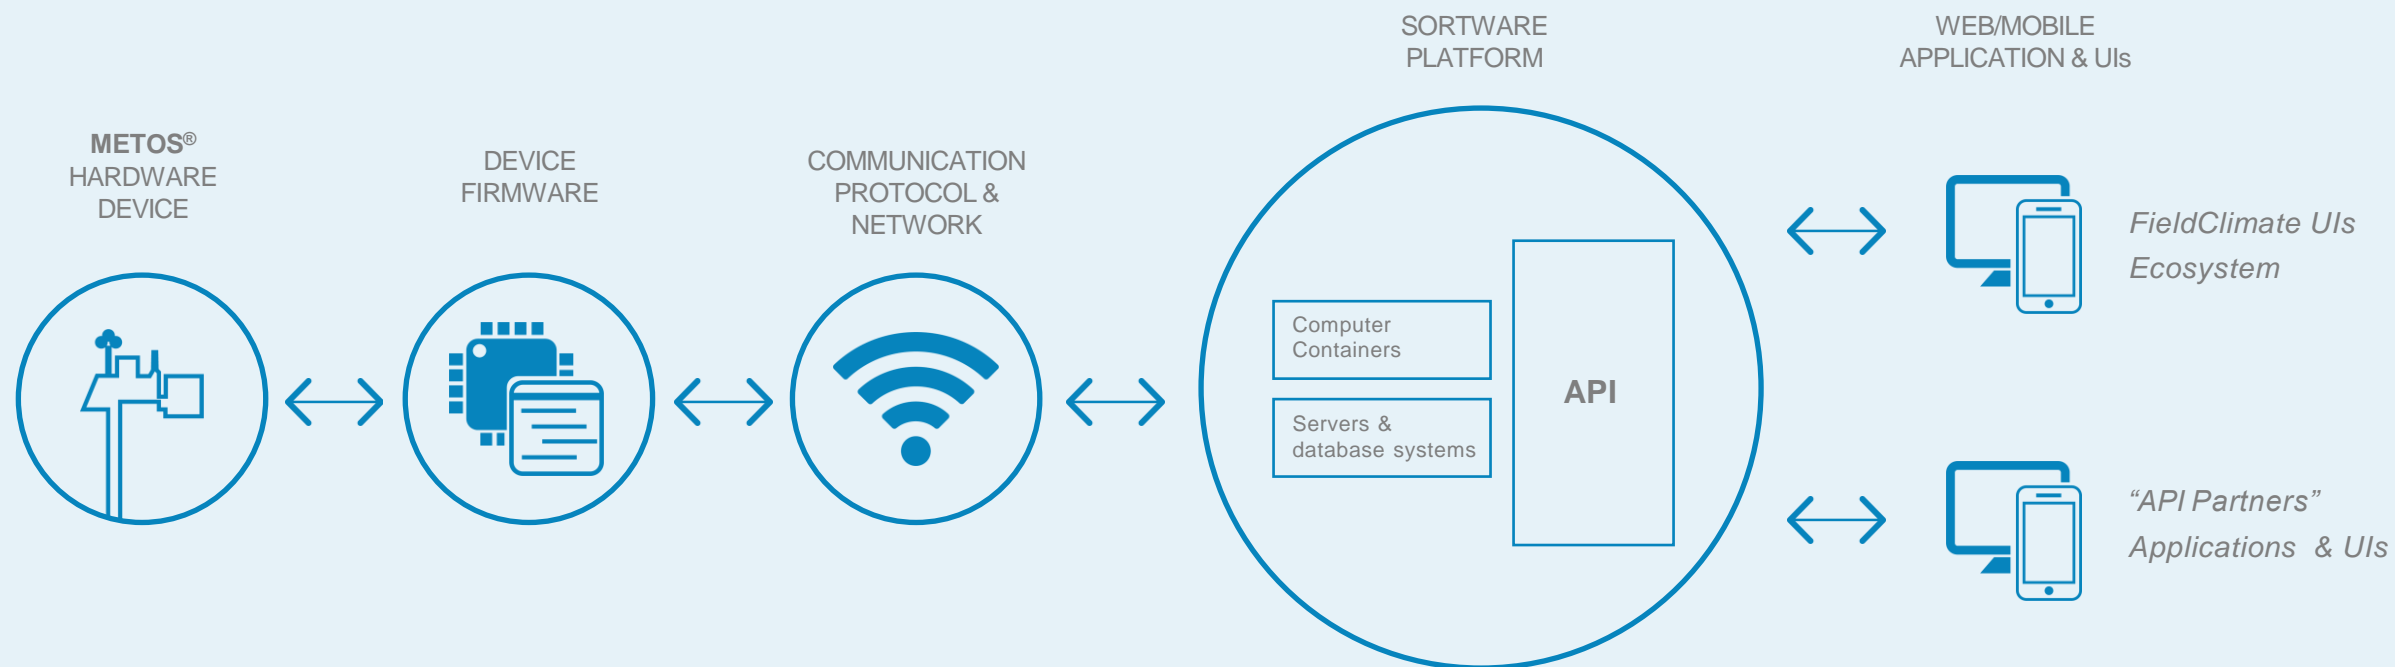 METOS®
HARDWARE
DEVICE
DEVICE
FIRMWARE
COMMUNICATION
PROTOCOL &
NETWORK
SORTWARE
PLATFORM
Computer
Containers
Servers &
database systems
API
WEB/MOBILE
APPLICATION & UIs
FieldClimate UIs
Ecosystem
“API Partners”
Applications & UIs